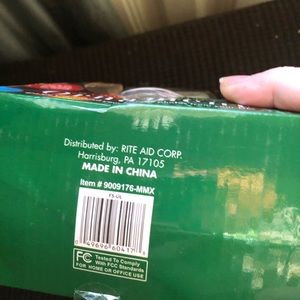 Distributed by: RITE AID CORP.
Harrisburg, PA 17105
MADE IN CHINA
Item # 9009176-MMX
FC Tested To Comply
With FCC Standards
FOR HOME OR OFFICE USE